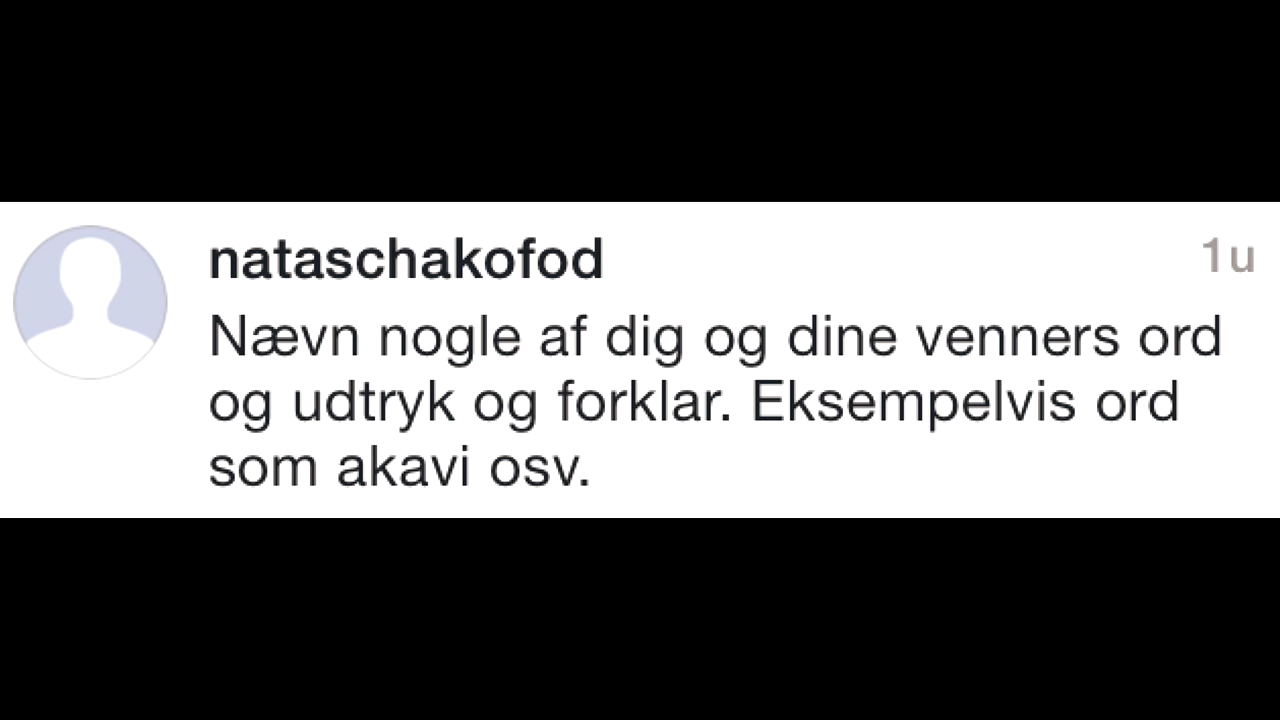 nataschakofod 1u
Nævn nogle af dig og dine venners ord
og udtryk og forklar. Eksempelvis ord
som akavi osv.